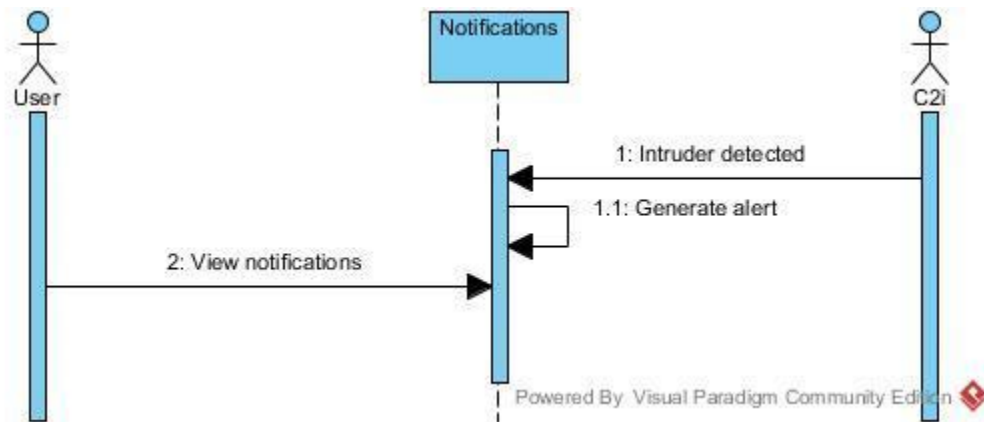 Notifications
User
C2i
1: Intruder detected
1.1: Generate alert
2: View notifications
Powered By Visual Paradigm Community Edition